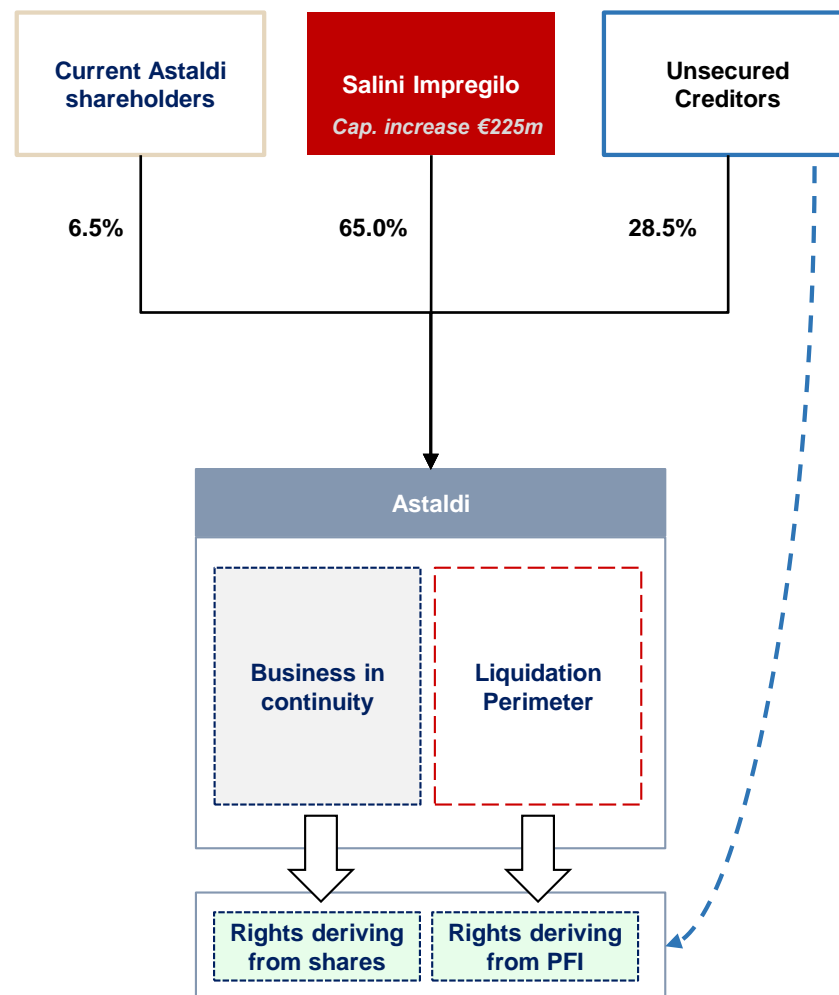 Current Astaldi
shareholders
Salini Impregilo
Cap. increase €225m
Unsecured
Creditors
6.5%
65.0%
28.5%
Astaldi
Business in
continuity
Liquidation
Perimeter
Rights deriving
from shares
Rights deriving
from PFI